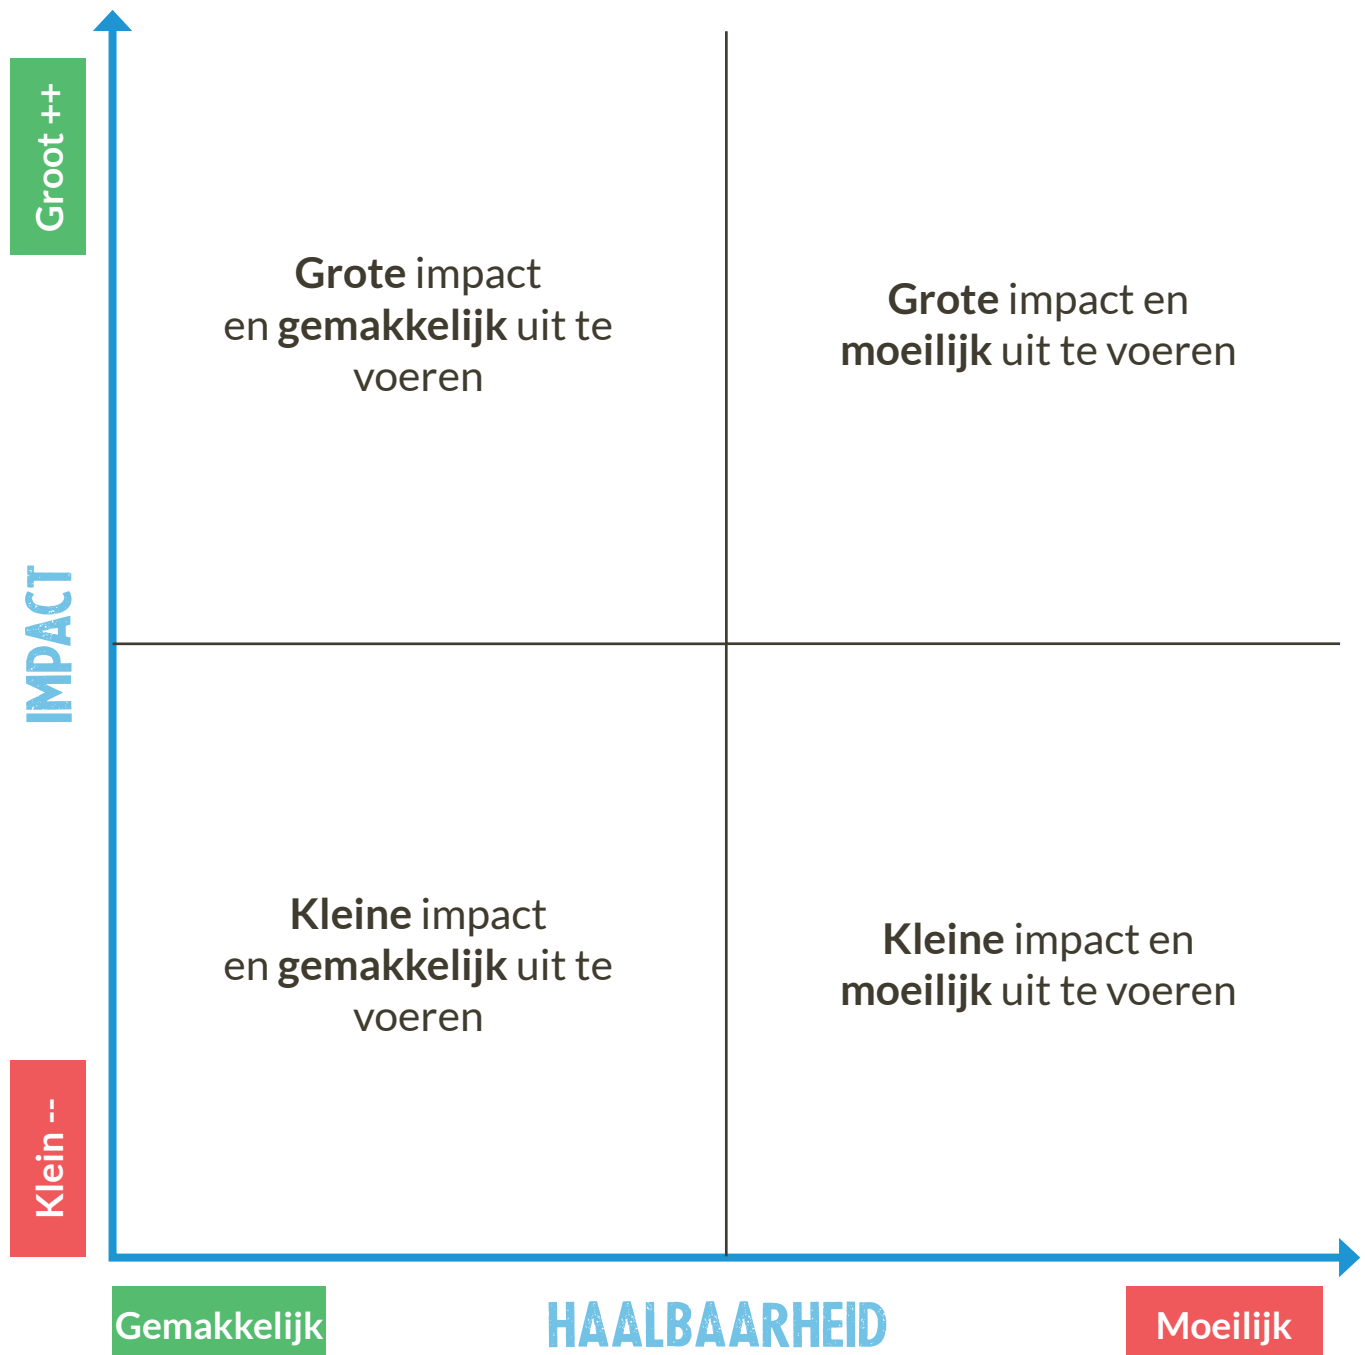 Groot ++
Grote impact
en gemakkelijk uit te
voeren
Grote impact en
moeilijk uit te voeren
IMPACT
Kleine impact
en gemakkelijk uit te
voeren
Kleine impact en
moeilijk uit te voeren
Klein --
Gemakkelijk
HAALBAARHEID
Moeilijk